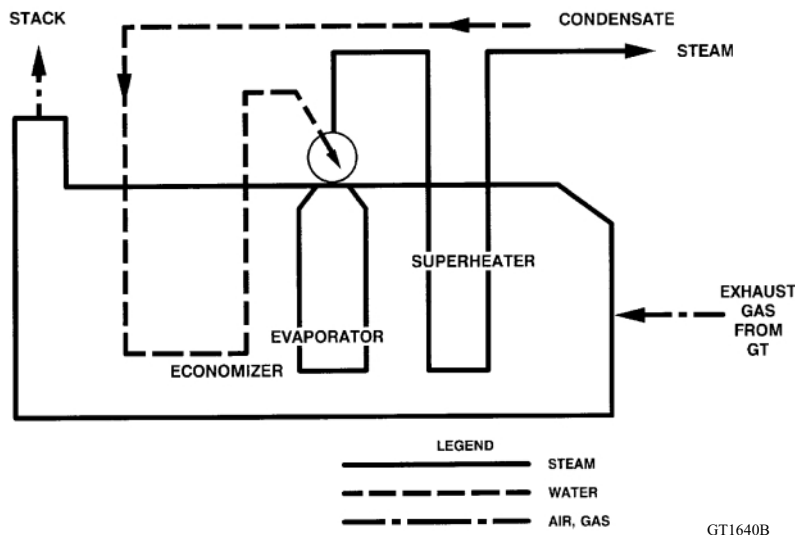 STACK
CONDENSATE
STEAM
SUPERHEATER
EVAPORATOR
ECONOMIZER
EXHAUST
GAS
FROM
GT
LEGEND
STEAM
WATER
AIR, GAS
GT1640B